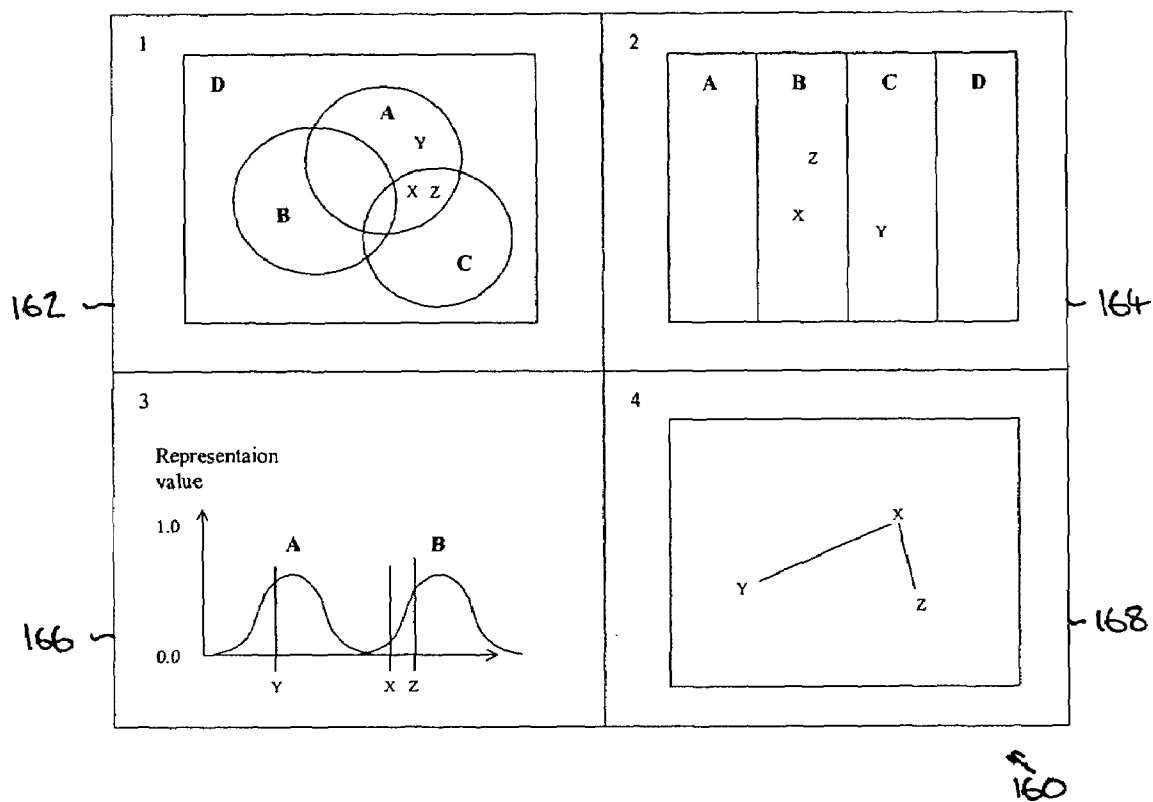 1
D
A
Y
X Z
B
C
162
2
A B C D
Z
X
Y
164
3
Representaion
value
1.0
A B
0.0
Y X Z
166
4
X
Y
Z
168
160